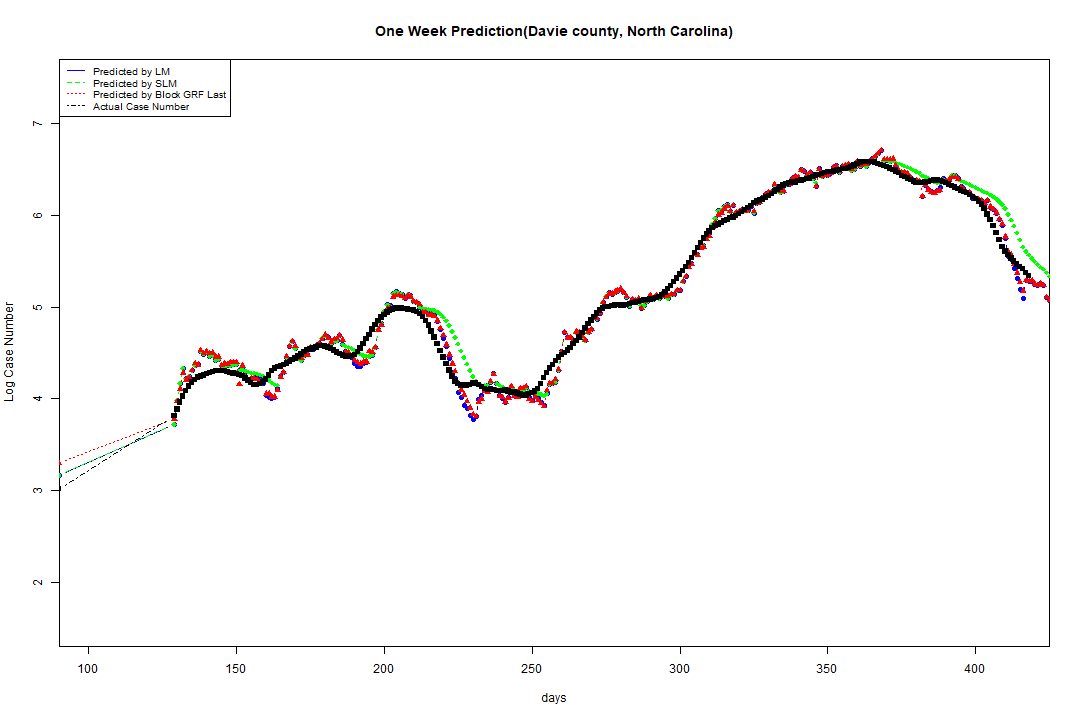 One Week Prediction(Davie county, North Carolina)
Predicted by LM
Predicted by SLM
Predicted by Block GRF Last
Actual Case Number
Log Case Number
7
6
5
4
3
2
100 150 200 250 300 350 400
days